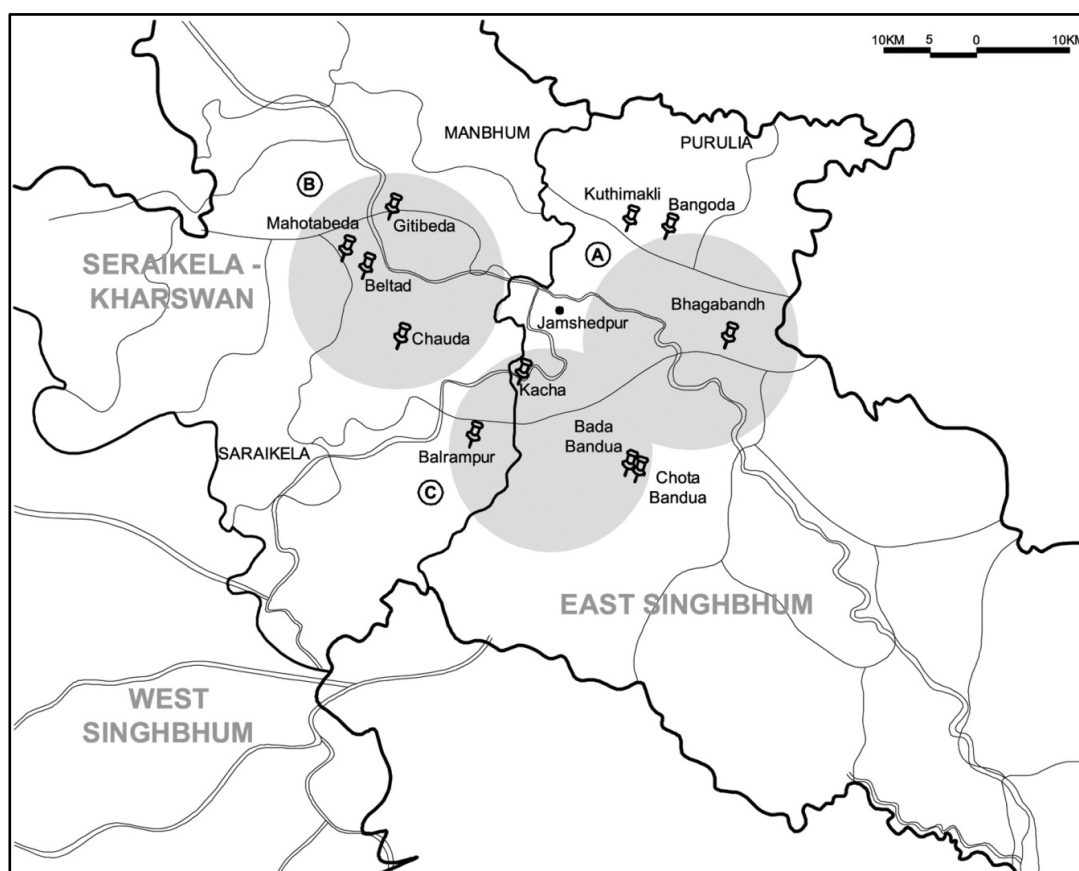 10KM 5 0 10KM
MANBHUM
PURULIA
B
Kuthimakli
Bangoda
Mahotabeda
Gitibeda
A
SERAIKELA -
KHARSWAN
Beltad
Bhagabandh
Jamshedpur
Chauda
Kacha
Bada
Bandua
SARAIKELA
Balrampur
Chota
Bandua
C
EAST SINGHBHUM
WEST
SINGHBHUM